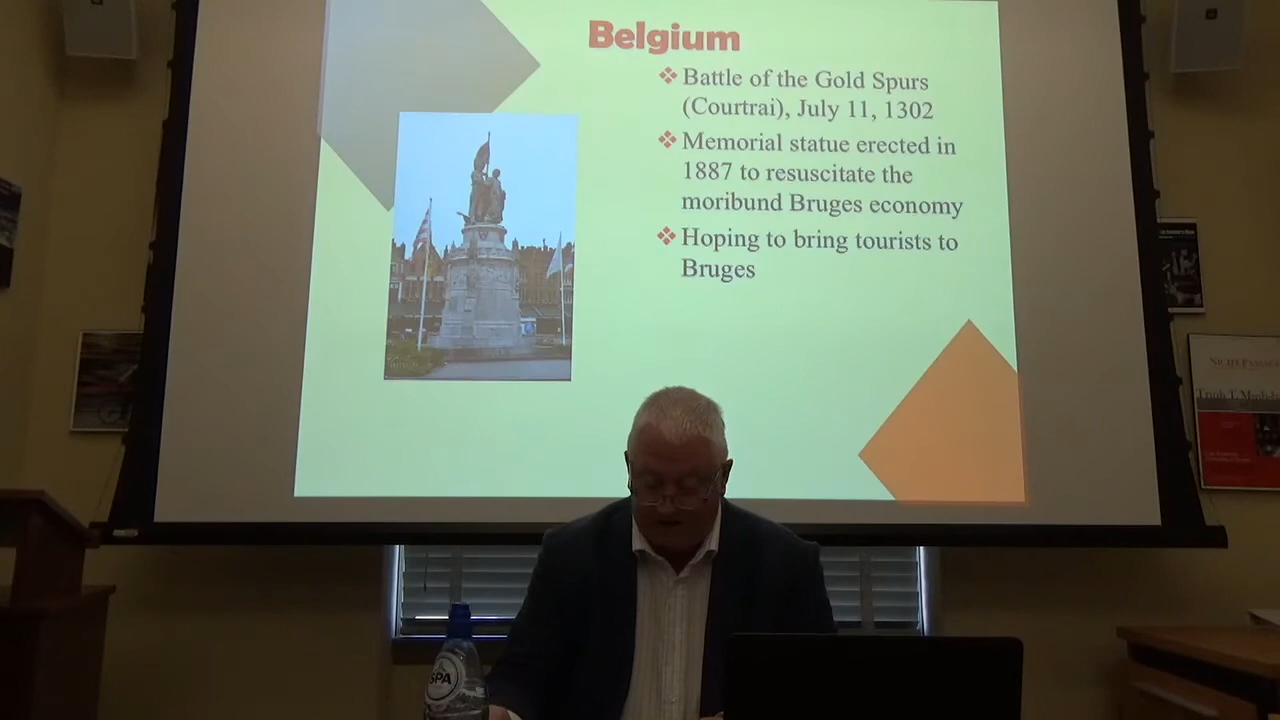 Belgium
❖ Battle of the Gold Spurs
(Courtrai), July 11, 1302
❖ Memorial statue erected in
1887 to resuscitate the
moribund Bruges economy
❖ Hoping to bring tourists to
Bruges
SPA